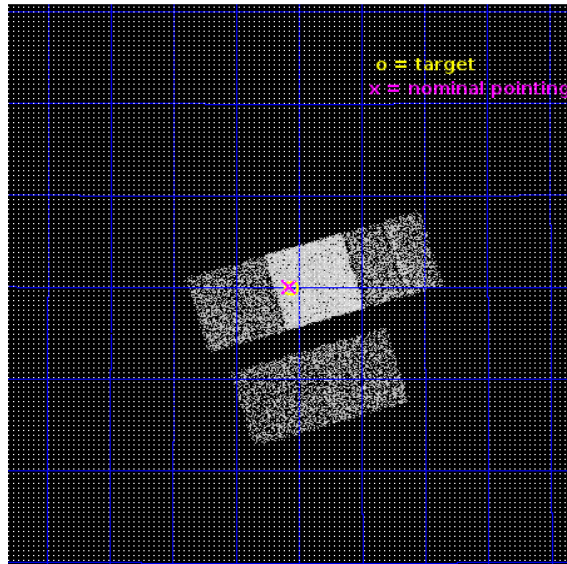 o = target
x = nominal pointing